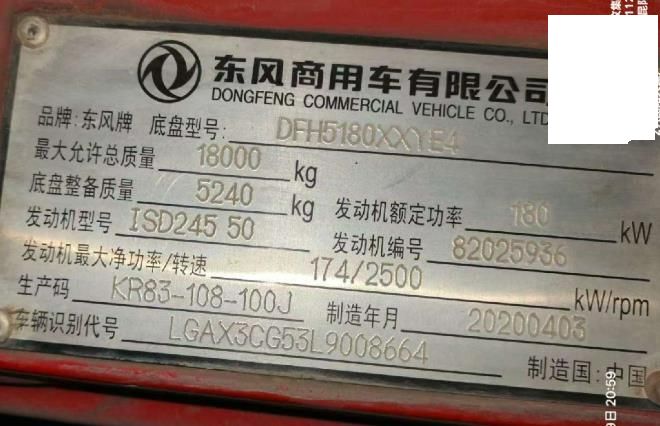 东风商用车有限公司
DONGFENG COMMERCIAL VEHICLE CO., LTD
品牌: 东风牌 底盘型号: DFH5180XXYE4
最大允许总质量 18000 kg
底盘整备质量 5240 kg 发动机额定功率 180 kW
发动机型号 ISD245 50 发动机编号 82025936
发动机最大净功率/转速 174/2500 kW/rpm
生产码 KR83-108-100J 制造年月 20200403
车辆识别代号 LGAX3CG53L9008664 制造国: 中国
9日 20:59